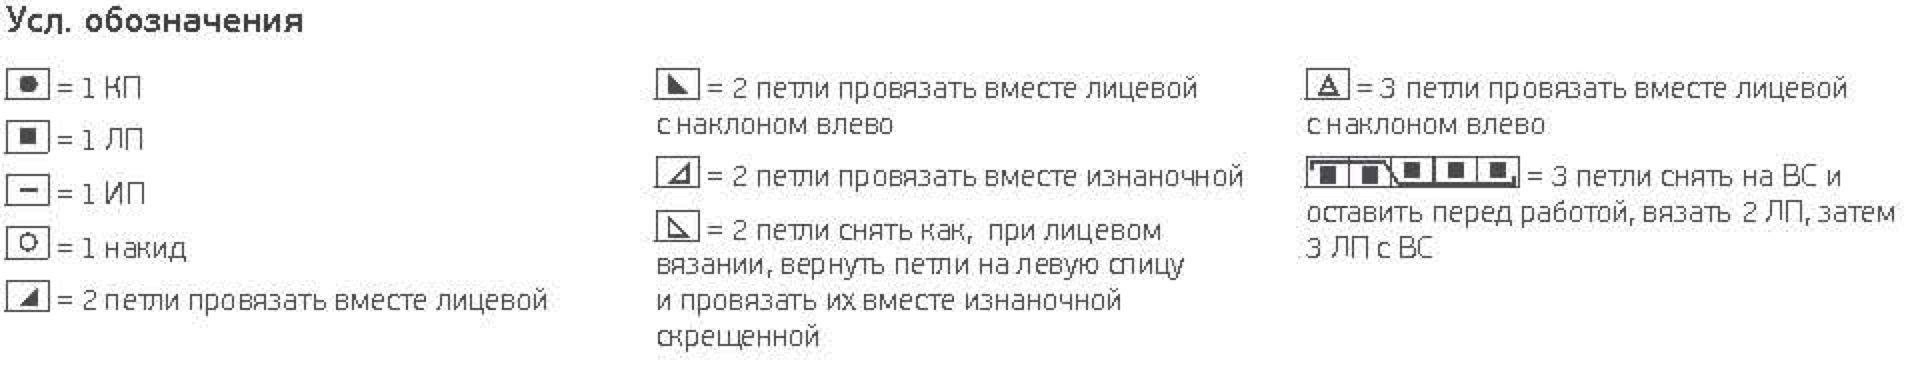 Усл. обозначения
= 1 КП
= 1 ЛП
= 1 ИП
= 1 накид
= 2 петли провязать вместе лицевой
= 2 петли провязать вместе лицевой
с наклоном влево
= 2 петли провязать вместе изнаночной
= 2 петли снять как, при лицевом
вязании, вернуть петли на левую спицу
и провязать их вместе изнаночной
скрещенной
= 3 петли провязать вместе лицевой
с наклоном влево
= 3 петли снять на ВС и
оставить перед работой, вязать 2 ЛП, затем
3 ЛП с ВС